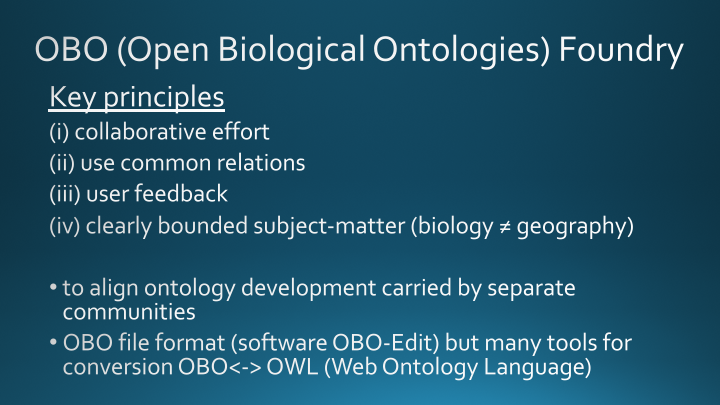 OBO (Open Biological Ontologies) Foundry
Key principles
(i) collaborative effort
(ii) use common relations
(iii) user feedback
(iv) clearly bounded subject-matter (biology ≠ geography)
• to align ontology development carried by separate
communities
• OBO file format (software OBO-Edit) but many tools for
conversion OBO<-> OWL (Web Ontology Language)